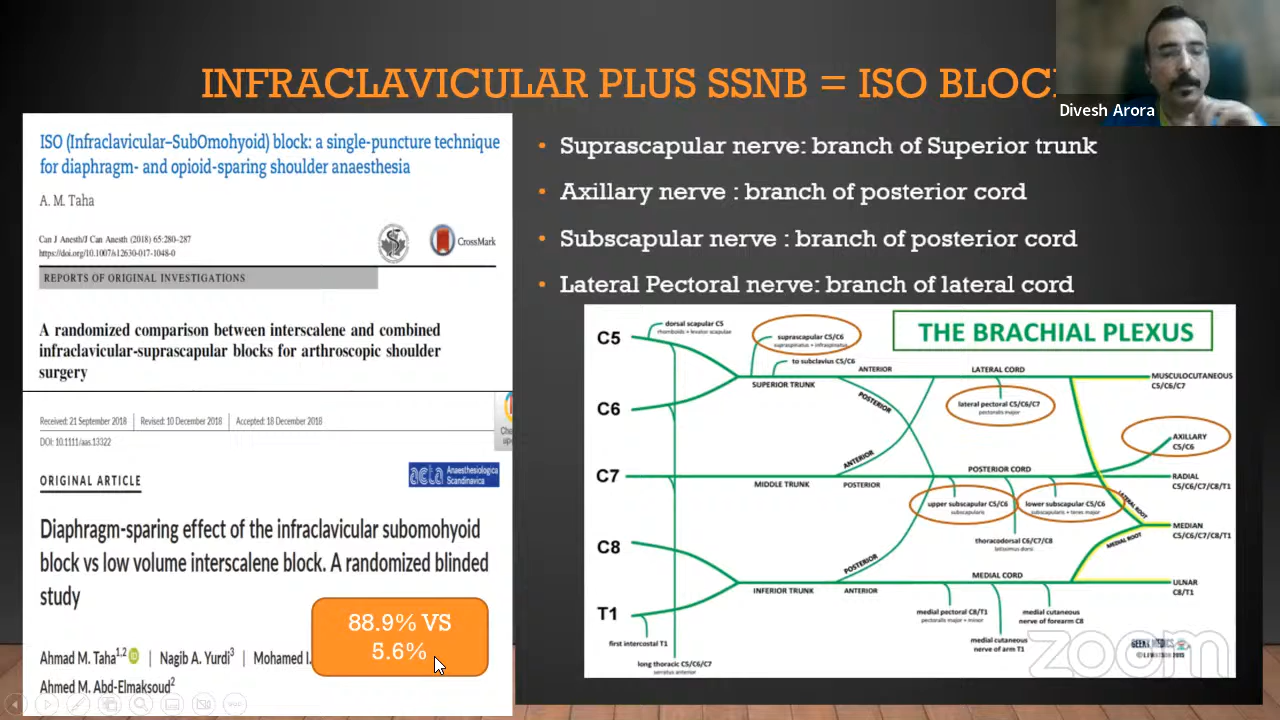 INFRACLAVICULAR PLUS SSNB = ISO BLOC
Divesh Arora
ISO (Infraclavicular–SubOmohyoid) block: a single-puncture technique
for diaphragm- and opioid-sparing shoulder anaesthesia
A. M. Taha
Can J Anesth/J Can Anesth (2018) 65:280–287
https://doi.org/10.1007/s12630-017-1048-0
CrossMark
REPORTS OF ORIGINAL INVESTIGATIONS
A randomized comparison between interscalene and combined
infraclavicular-suprascapular blocks for arthroscopic shoulder
surgery
Received: 21 September 2018 | Revised: 10 December 2018 | Accepted: 18 December 2018
DOI: 10.1111/aas.13322
ORIGINAL ARTICLE
acta Anaesthesiologica
Scandinavica
Diaphragm-sparing effect of the infraclavicular subomohyoid
block vs low volume interscalene block. A randomized blinded
study
88.9% VS
5.6%
Ahmad M. Taha1,2 | Nagib A. Yurdi3 | Mohamed I.
Ahmed M. Abd-Elmaksoud2
• Suprascapular nerve: branch of Superior trunk
• Axillary nerve : branch of posterior cord
• Subscapular nerve : branch of posterior cord
• Lateral Pectoral nerve: branch of lateral cord
THE BRACHIAL PLEXUS
C5
dorsal scapular C5
rhomboids + levator scapulae
suprascapular C5/C6
supraspinatus + infraspinatus
to subclavius C5/C6
ANTERIOR
LATERAL CORD
SUPERIOR TRUNK
MUSCULOCUTANEOUS
C5/C6/C7
POSTERIOR
lateral pectoral C5/C6/C7
pectoralis major
C6
AXILLARY
C5/C6
ANTERIOR
C7
POSTERIOR CORD
MIDDLE TRUNK
POSTERIOR
RADIAL
C5/C6/C7/C8/T1
upper subscapular C5/C6
subscapularis
lower subscapular C5/C6
subscapularis + teres major
LATERAL ROOT
MEDIAN
C5/C6/C7/C8/T1
thoracodorsal C6/C7/C8
latissimus dorsi
MEDIAL ROOT
C8
POSTERIOR
MEDIAL CORD
INFERIOR TRUNK
ANTERIOR
ULNAR
C8/T1
T1
medial pectoral C8/T1
pectoralis major + minor
medial cutaneous
nerve of forearm C8
medial cutaneous
nerve of arm T1
first intercostal T1
long thoracic C5/C6/C7
serratus anterior
GEEKY MEDICS
zoom